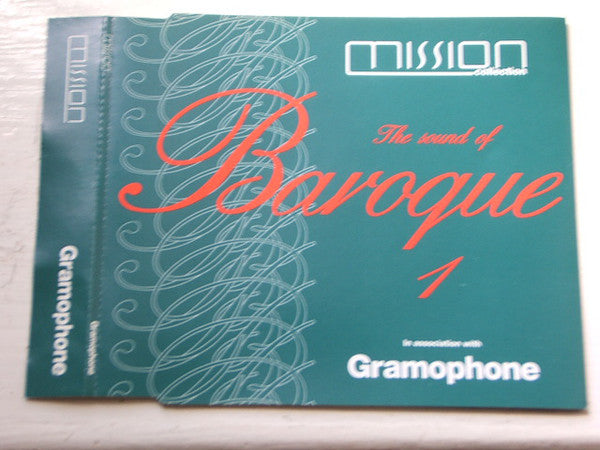 mission
collection
The sound of
Baroque
1
in association with
Gramophone
mission
Gramophone
Gramophone